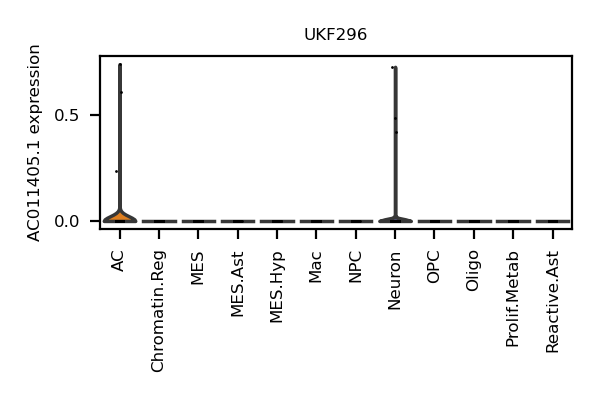 UKF296
AC011405.1 expression
0.5
0.0
AC
Chromatin.Reg
MES
MES.Ast
MES.Hyp
Mac
NPC
Neuron
OPC
Oligo
Prolif.Metab
Reactive.Ast